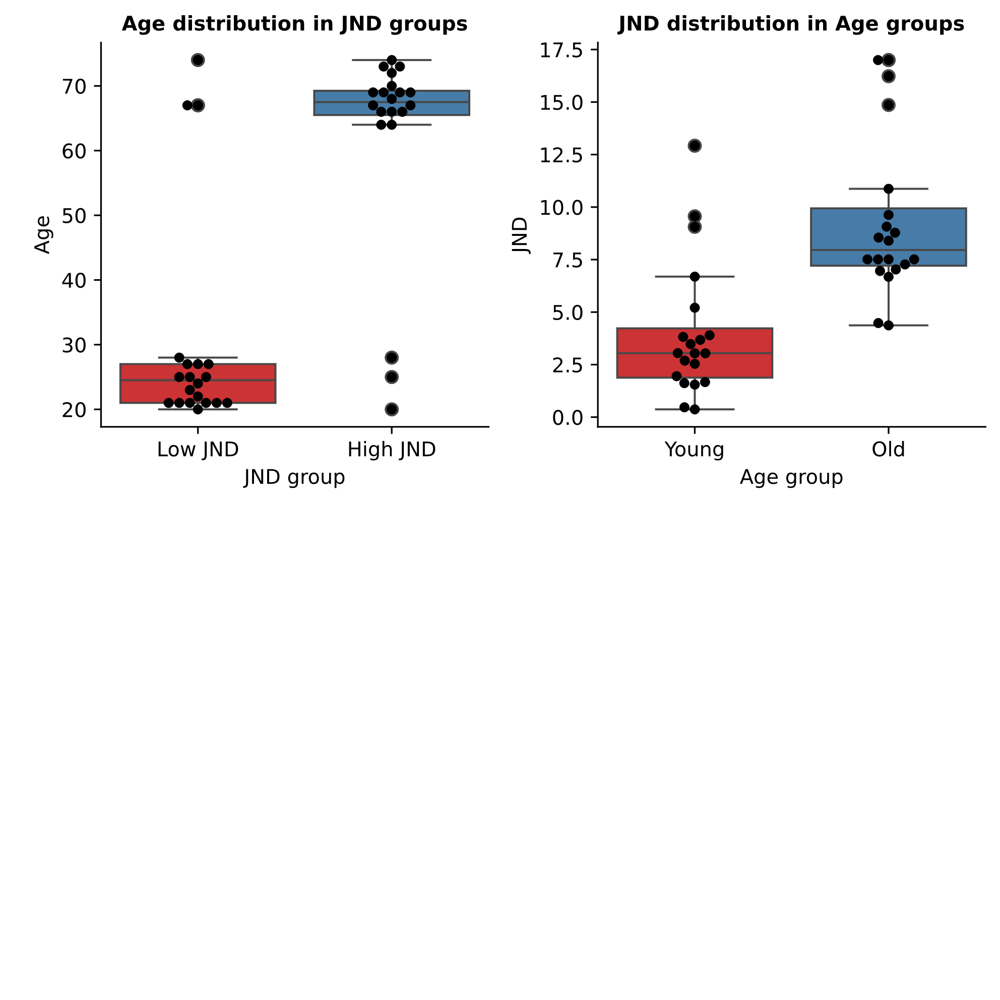 Age distribution in JND groups
Age
70
60
50
40
30
20
Low JND
High JND
JND group
JND distribution in Age groups
JND
17.5
15.0
12.5
10.0
7.5
5.0
2.5
0.0
Young
Old
Age group